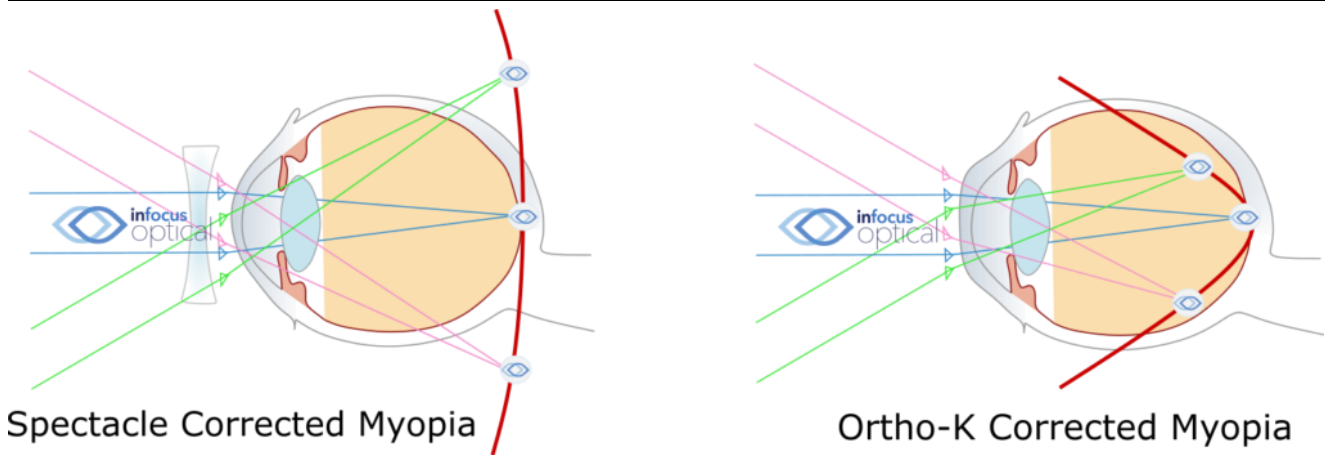 infocus
optical
infocus
optical
Spectacle Corrected Myopia
Ortho-K Corrected Myopia